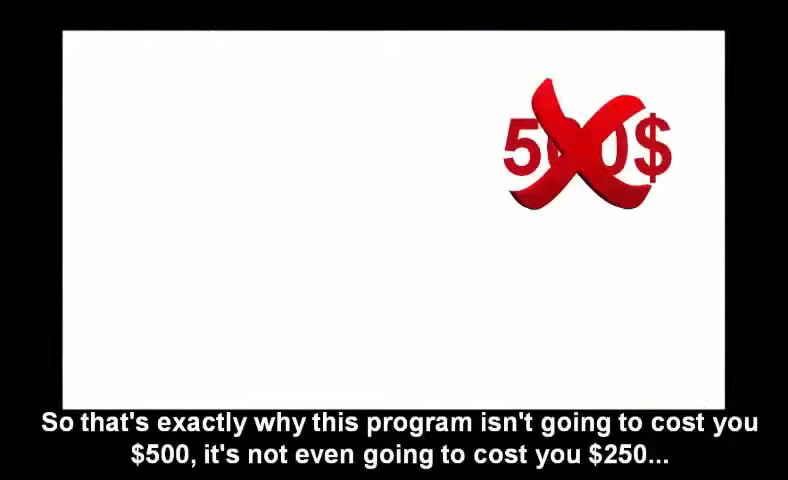 500$
So that's exactly why this program isn't going to cost you
$500, it's not even going to cost you $250...